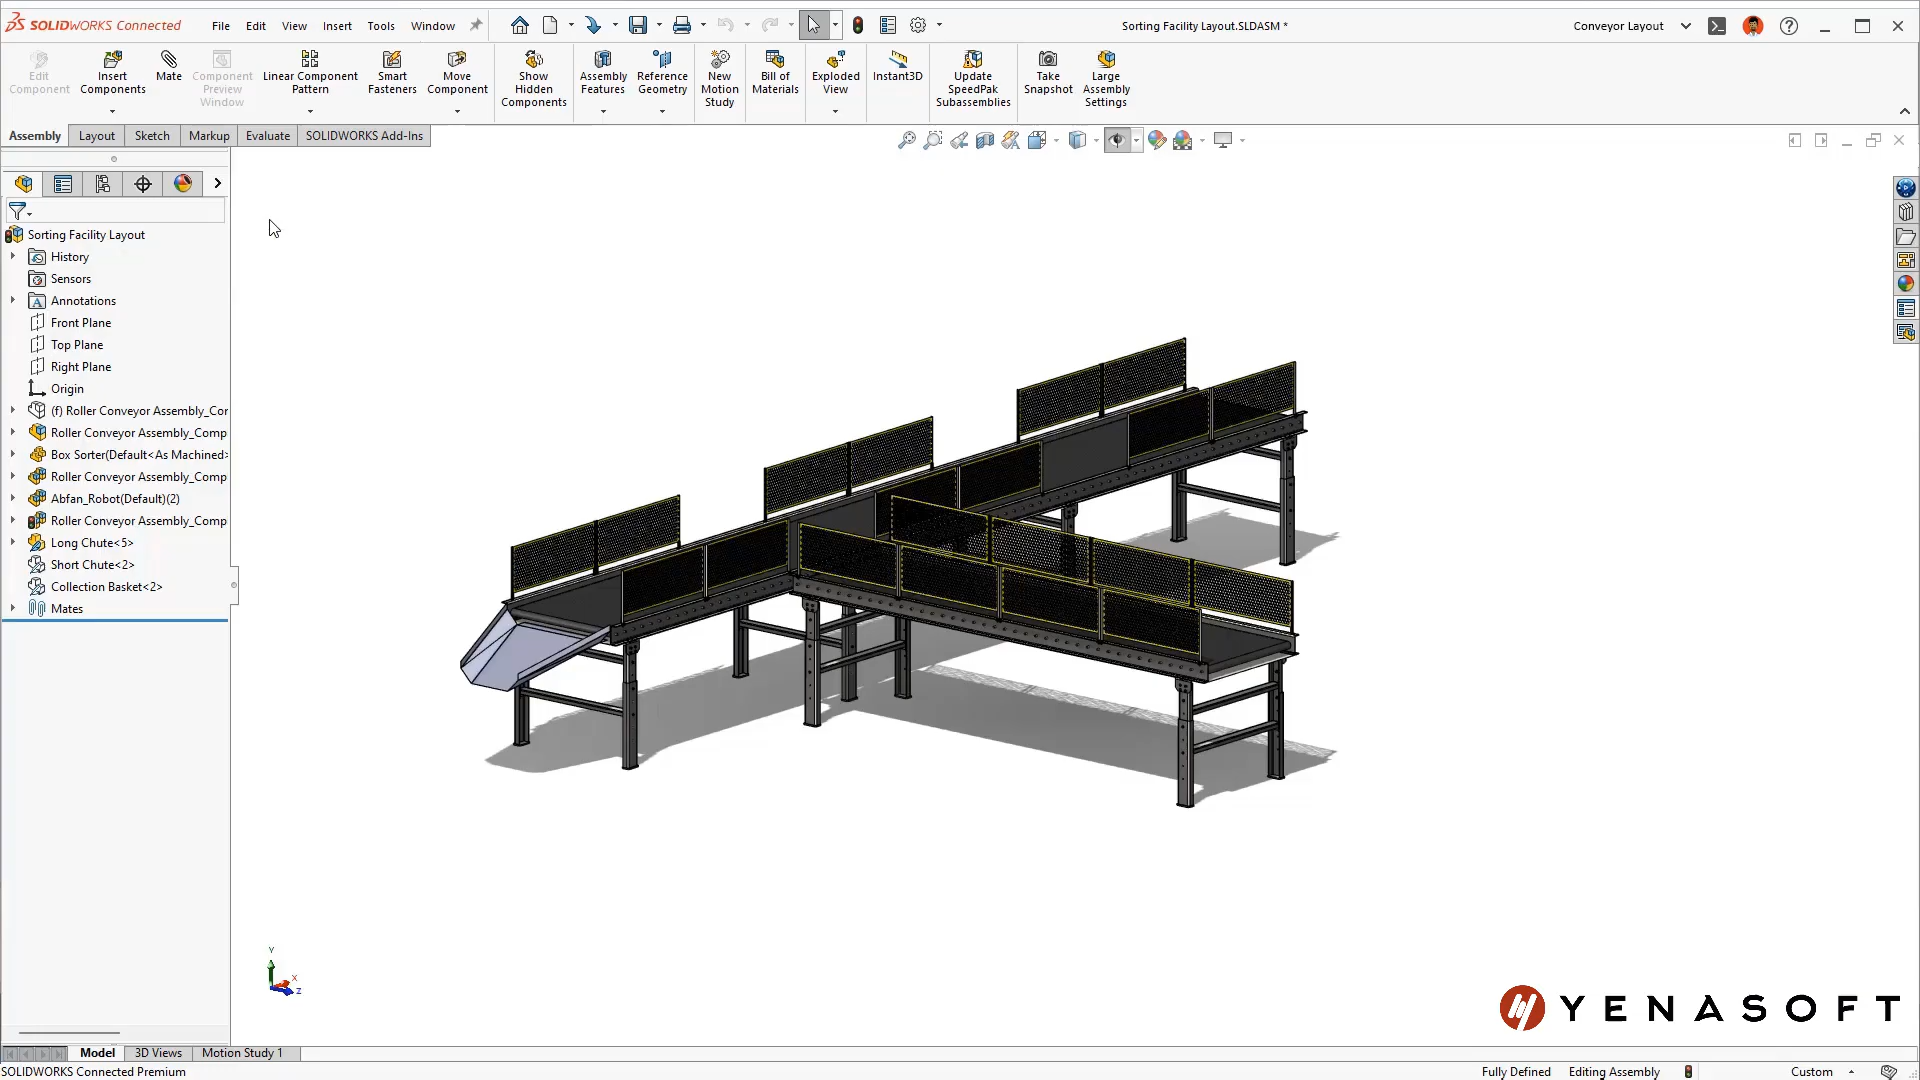 SOLIDWORKS Connected
File Edit View Insert Tools Window
Sorting Facility Layout.SLDASM *
Conveyor Layout
Edit Component
Insert Components
Mate
Component Preview Window
Linear Component Pattern
Smart Fasteners
Move Component
Show Hidden Components
Assembly Features
Reference Geometry
New Motion Study
Bill of Materials
Exploded View
Instant3D
Update SpeedPak Subassemblies
Take Snapshot
Large Assembly Settings
Assembly Layout Sketch Markup Evaluate SOLIDWORKS Add-Ins
Sorting Facility Layout
History
Sensors
Annotations
Front Plane
Top Plane
Right Plane
Origin
(f) Roller Conveyor Assembly_Cor
Roller Conveyor Assembly_Comp
Box Sorter(Default<As Machined>
Roller Conveyor Assembly_Comp
Abfan_Robot(Default)(2)
Roller Conveyor Assembly_Comp
Long Chute<5>
Short Chute<2>
Collection Basket<2>
Mates
Y
X
Z
YENASOFT
Model 3D Views Motion Study 1
SOLIDWORKS Connected Premium
Fully Defined Editing Assembly Custom